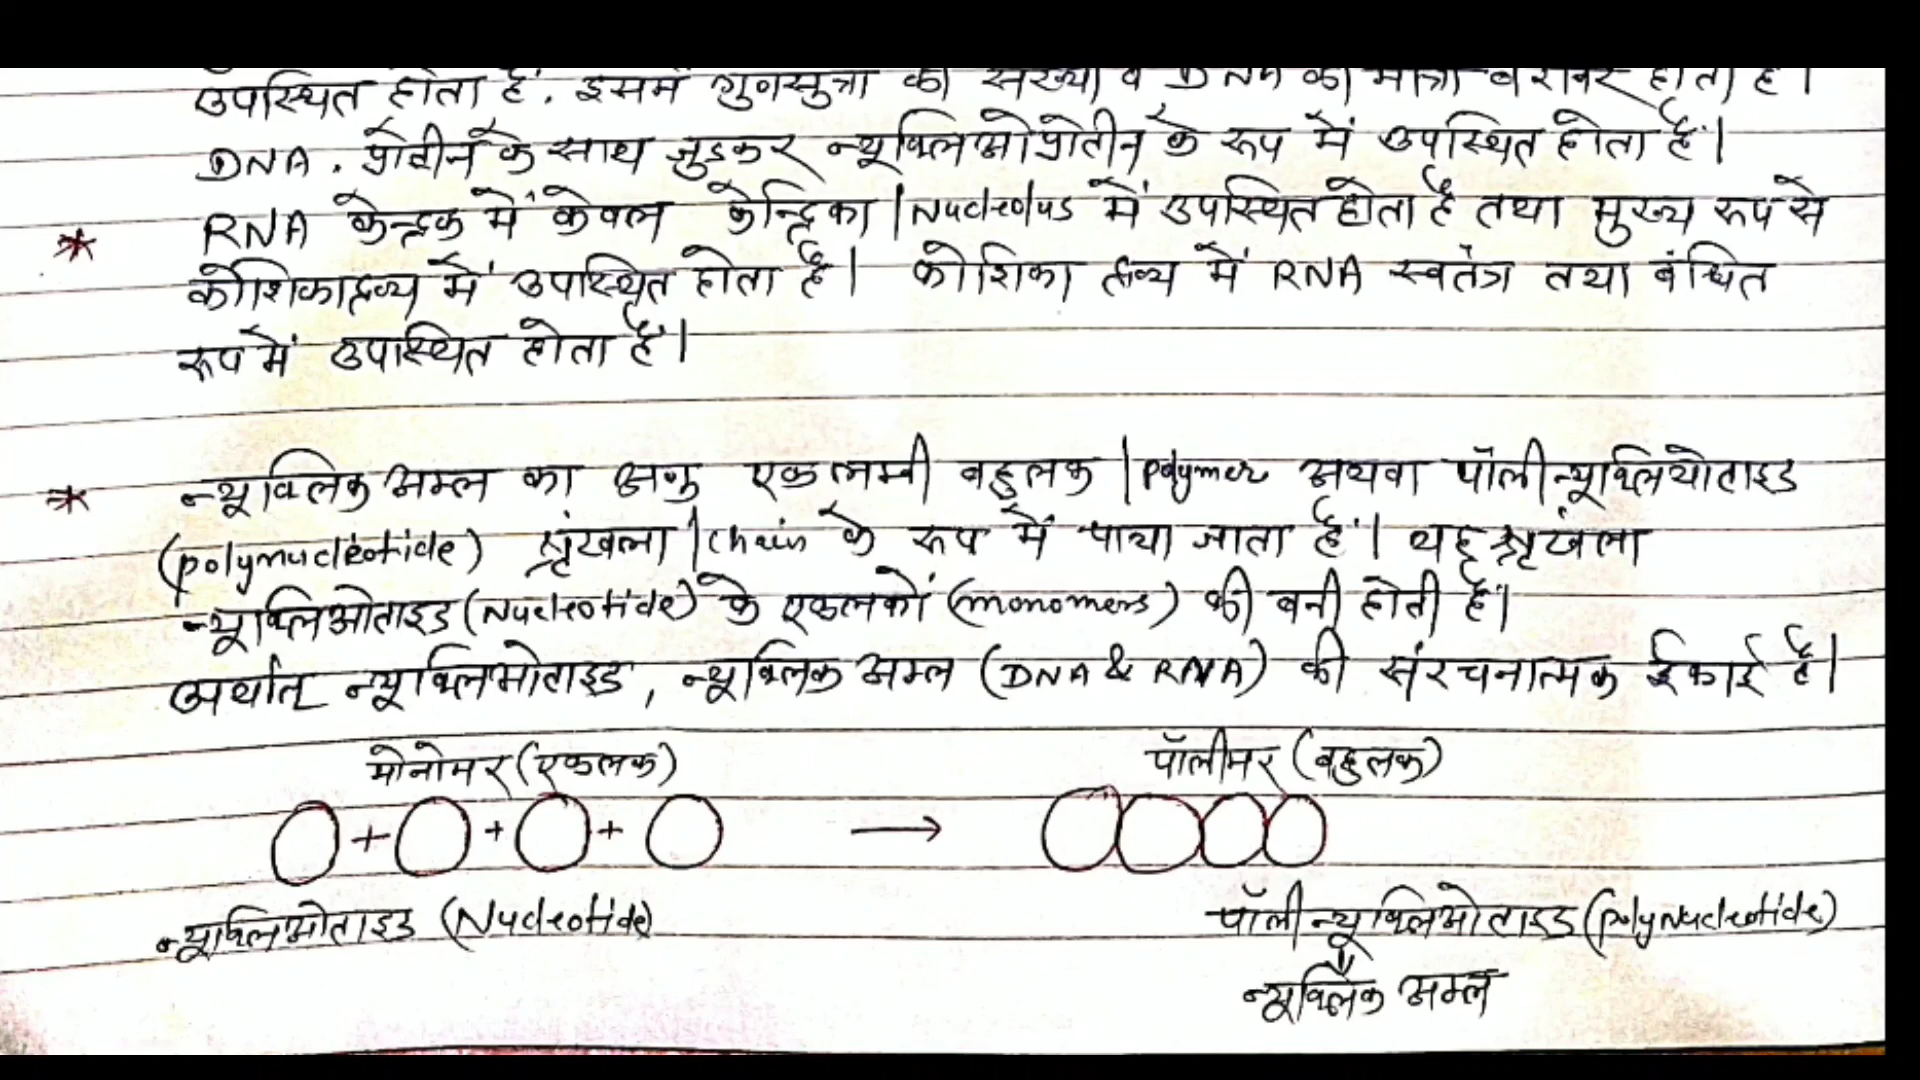 उपस्थित होता है. इसमें गुणसूत्रों की संख्या व DNA की मात्रा बराबर होती है।
DNA. प्रोटीन के साथ जुडकर न्यूक्लिओप्रोटीन के रूप में उपस्थित होता है।
* RNA केन्द्रक में केवल केन्द्रिका | Nucleolus में उपस्थित होता है तथा मुख्य रूप से
कोशिकाद्रव्य में उपस्थित होता है। कोशिका द्रव्य में RNA स्वतंत्र तथा बंधित
रूप में उपस्थित होता है।
* न्यूक्लिक अम्ल का अणु एक लम्बी बहुलक | Polymer अथवा पॉली न्यूक्लियोटाइड
(polynucleotide) श्रृंखला | chain के रूप में पाया जाता है। यह श्रृंखला
न्यूक्लिओटाइड (Nucleotide) के एकलकों (monomers) की बनी होती है।
अर्थात् न्यूक्लिओटाइड, न्यूक्लिक अम्ल (DNA & RNA) की संरचनात्मक ईकाई है।
मोनोमर (एकलक) पॉलीमर (बहुलक)
+ + + →
न्यूक्लिओटाइड (Nucleotide) पॉली न्यूक्लिओटाइड (Polynucleotide)
न्यूक्लिक अम्ल